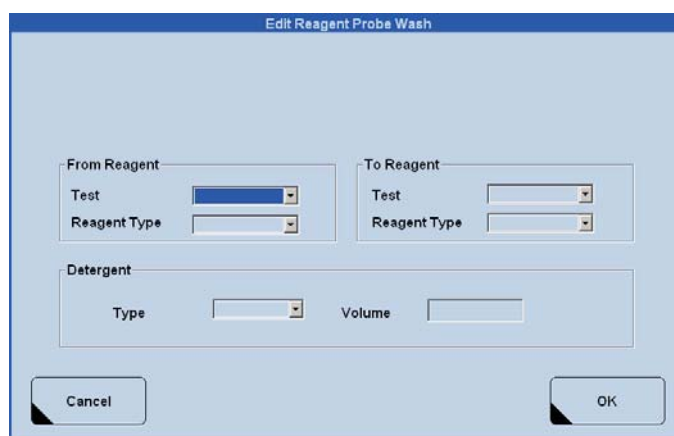 Edit Reagent Probe Wash
From Reagent
Test
Reagent Type
To Reagent
Test
Reagent Type
Detergent
Type
Volume
Cancel
OK